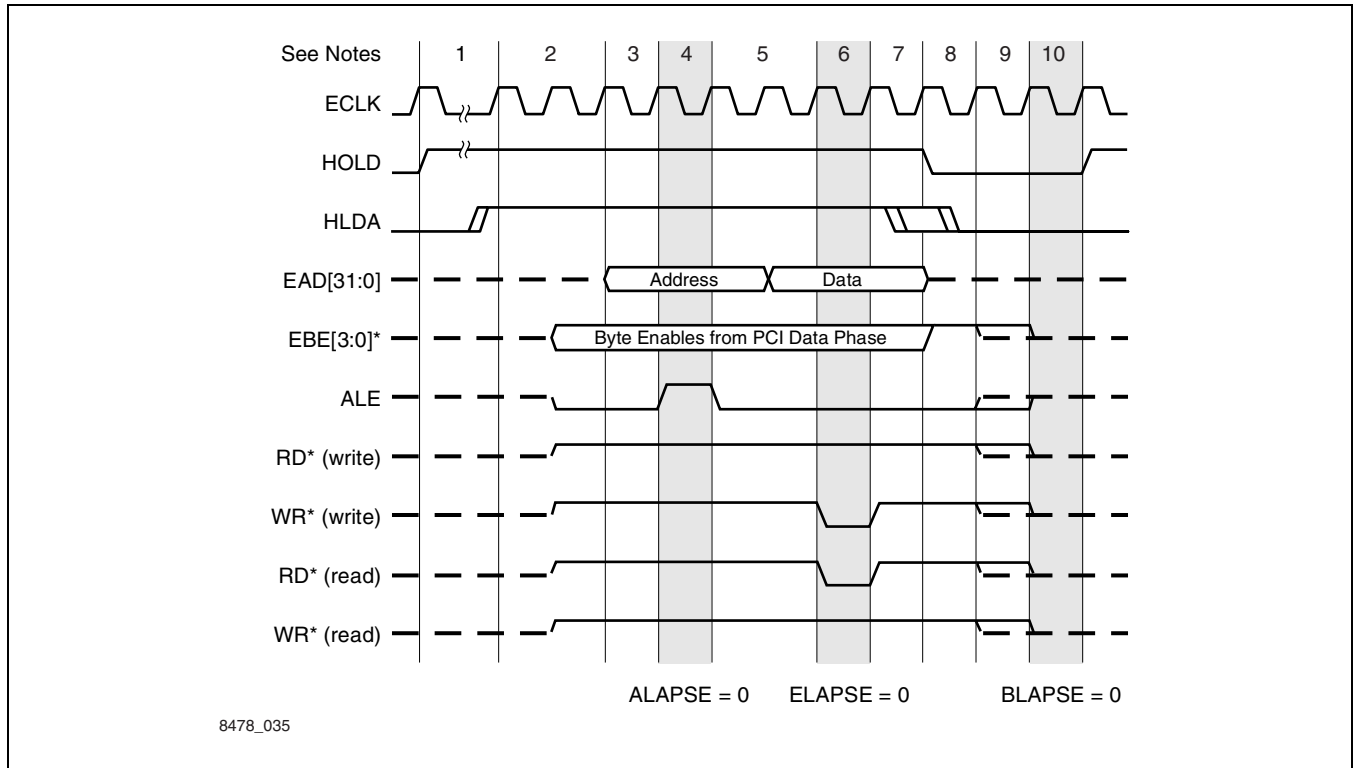 See Notes 1 2 3 4 5 6 7 8 9 10
ECLK
HOLD
HLDA
EAD[31:0] Address Data
EBE[3:0]* Byte Enables from PCI Data Phase
ALE
RD* (write)
WR* (write)
RD* (read)
WR* (read)
ALAPSE = 0 ELAPSE = 0 BLAPSE = 0
8478_035